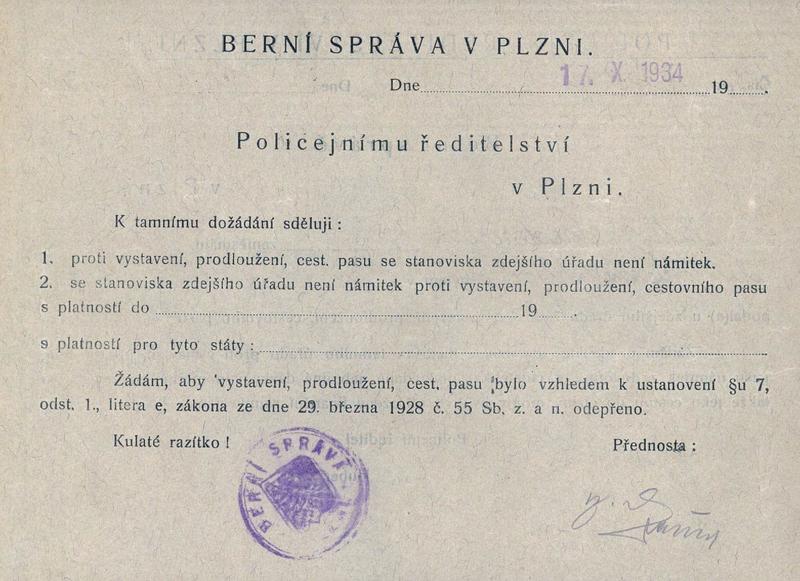 BERNÍ SPRÁVA V PLZNI.
Dne 17. X. 1934 19
Policejnímu ředitelství
v Plzni.
K tamnímu dožádání sděluji :
1. proti vystavení, prodloužení, cest. pasu se stanoviska zdejšího úřadu není námitek.
2. se stanoviska zdejšího úřadu není námitek proti vystavení, prodloužení, cestovního pasu
s platností do 19
s platností pro tyto státy :
Žádám, aby vystavení, prodloužení, cest. pasu bylo vzhledem k ustanovení §u 7,
odst. 1., litera e, zákona ze dne 29. března 1928 č. 55 Sb. z. a n. odepřeno.
Kulaté razítko !
Přednosta :
BERNÍ SPRÁVA